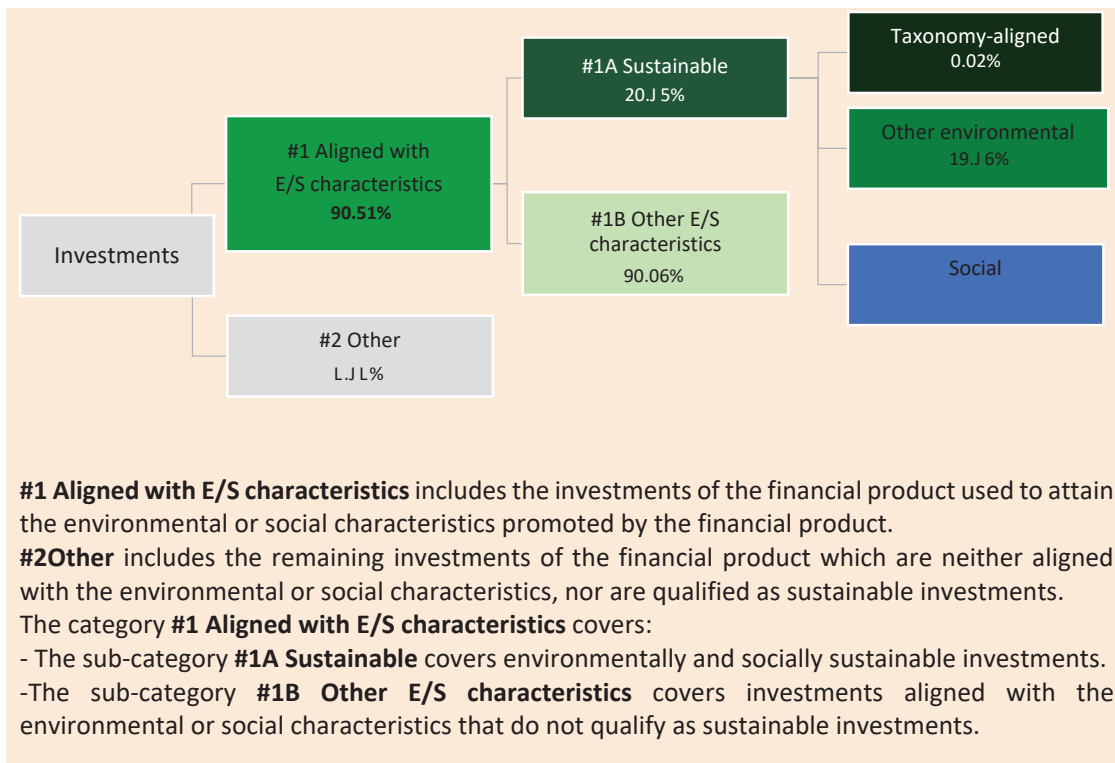 Investments
#1 Aligned with
E/S characteristics
90.51%
#2 Other
L.J L%
#1A Sustainable
20.J 5%
#1B Other E/S
characteristics
90.06%
Taxonomy-aligned
0.02%
Other environmental
19.J 6%
Social
#1 Aligned with E/S characteristics includes the investments of the financial product used to attain
the environmental or social characteristics promoted by the financial product.
#2Other includes the remaining investments of the financial product which are neither aligned
with the environmental or social characteristics, nor are qualified as sustainable investments.
The category #1 Aligned with E/S characteristics covers:
- The sub-category #1A Sustainable covers environmentally and socially sustainable investments.
-The sub-category #1B Other E/S characteristics covers investments aligned with the
environmental or social characteristics that do not qualify as sustainable investments.